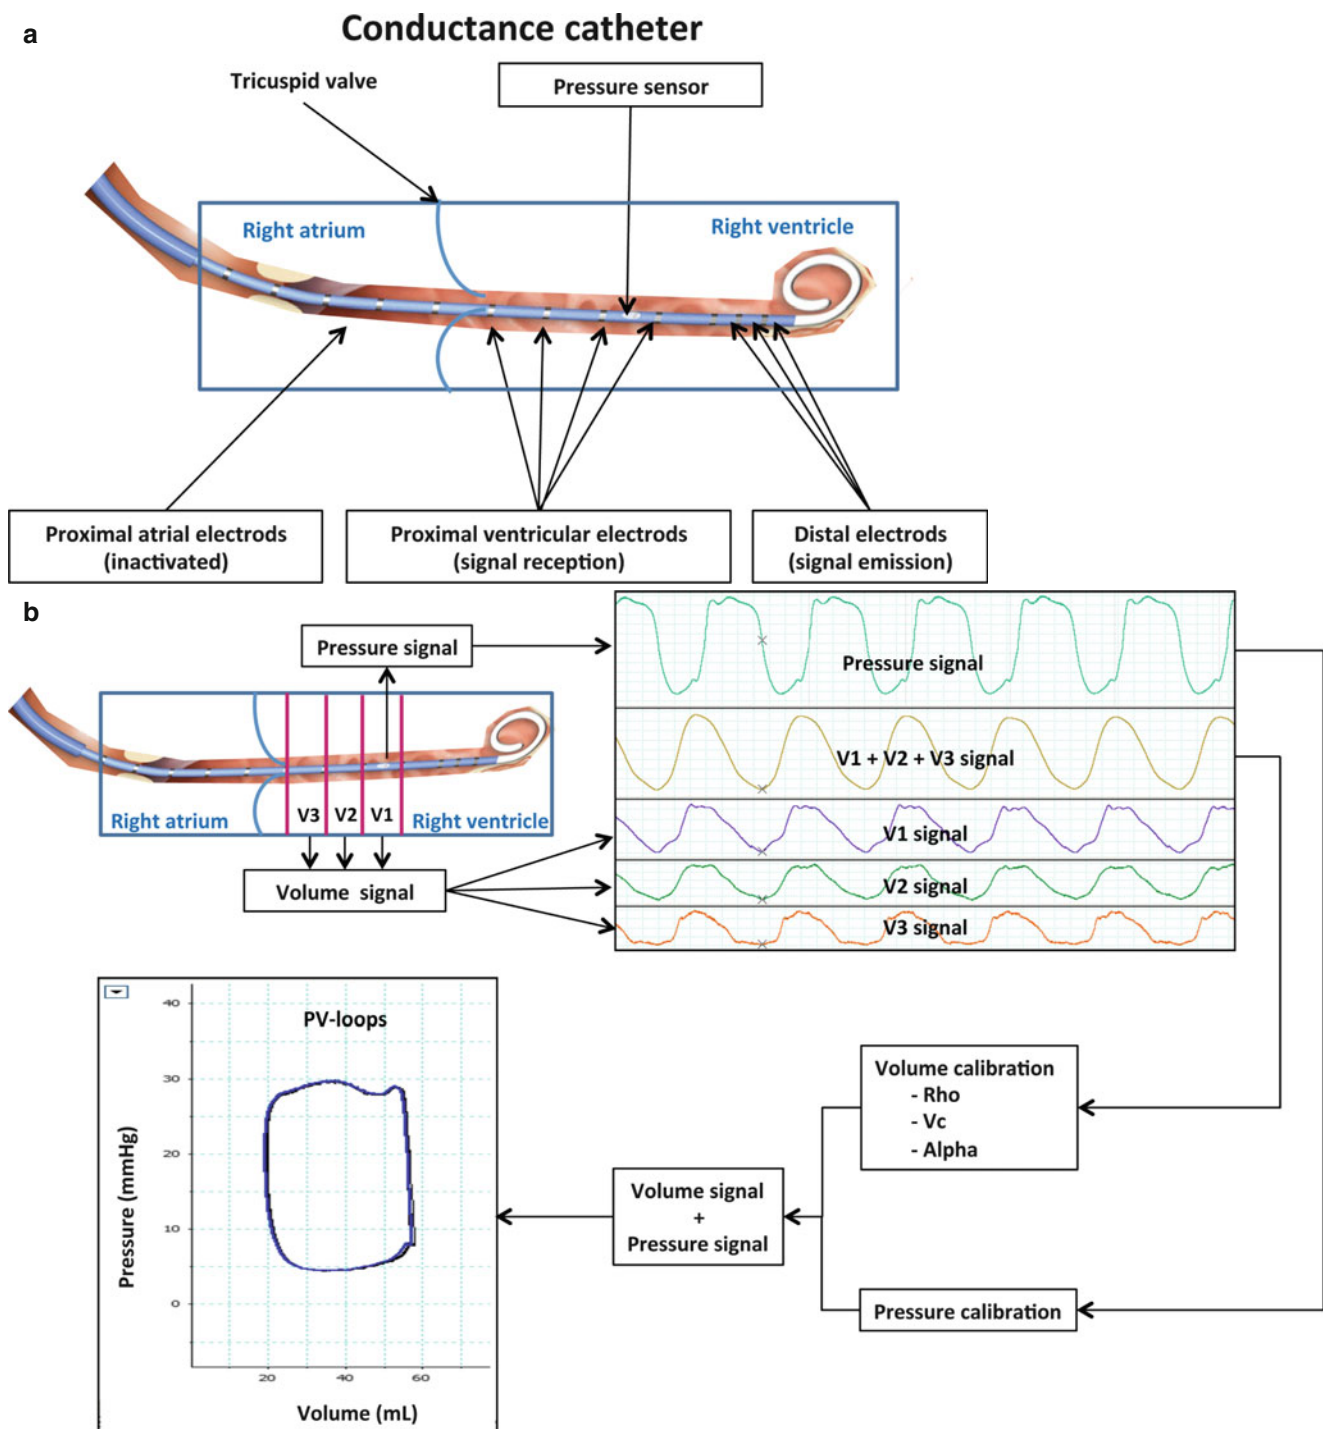 a
Conductance catheter
Tricuspid valve
Pressure sensor
Right atrium
Right ventricle
Proximal atrial electrods
(inactivated)
Proximal ventricular electrods
(signal reception)
Distal electrods
(signal emission)
b
Pressure signal
Pressure signal
V1 + V2 + V3 signal
V3 V2 V1
Right atrium
Right ventricle
V1 signal
V2 signal
V3 signal
Volume signal
PV-loops
40
30
20
10
0
Pressure (mmHg)
20 40 60
Volume (mL)
Volume calibration
- Rho
- Vc
- Alpha
Volume signal
+
Pressure signal
Pressure calibration